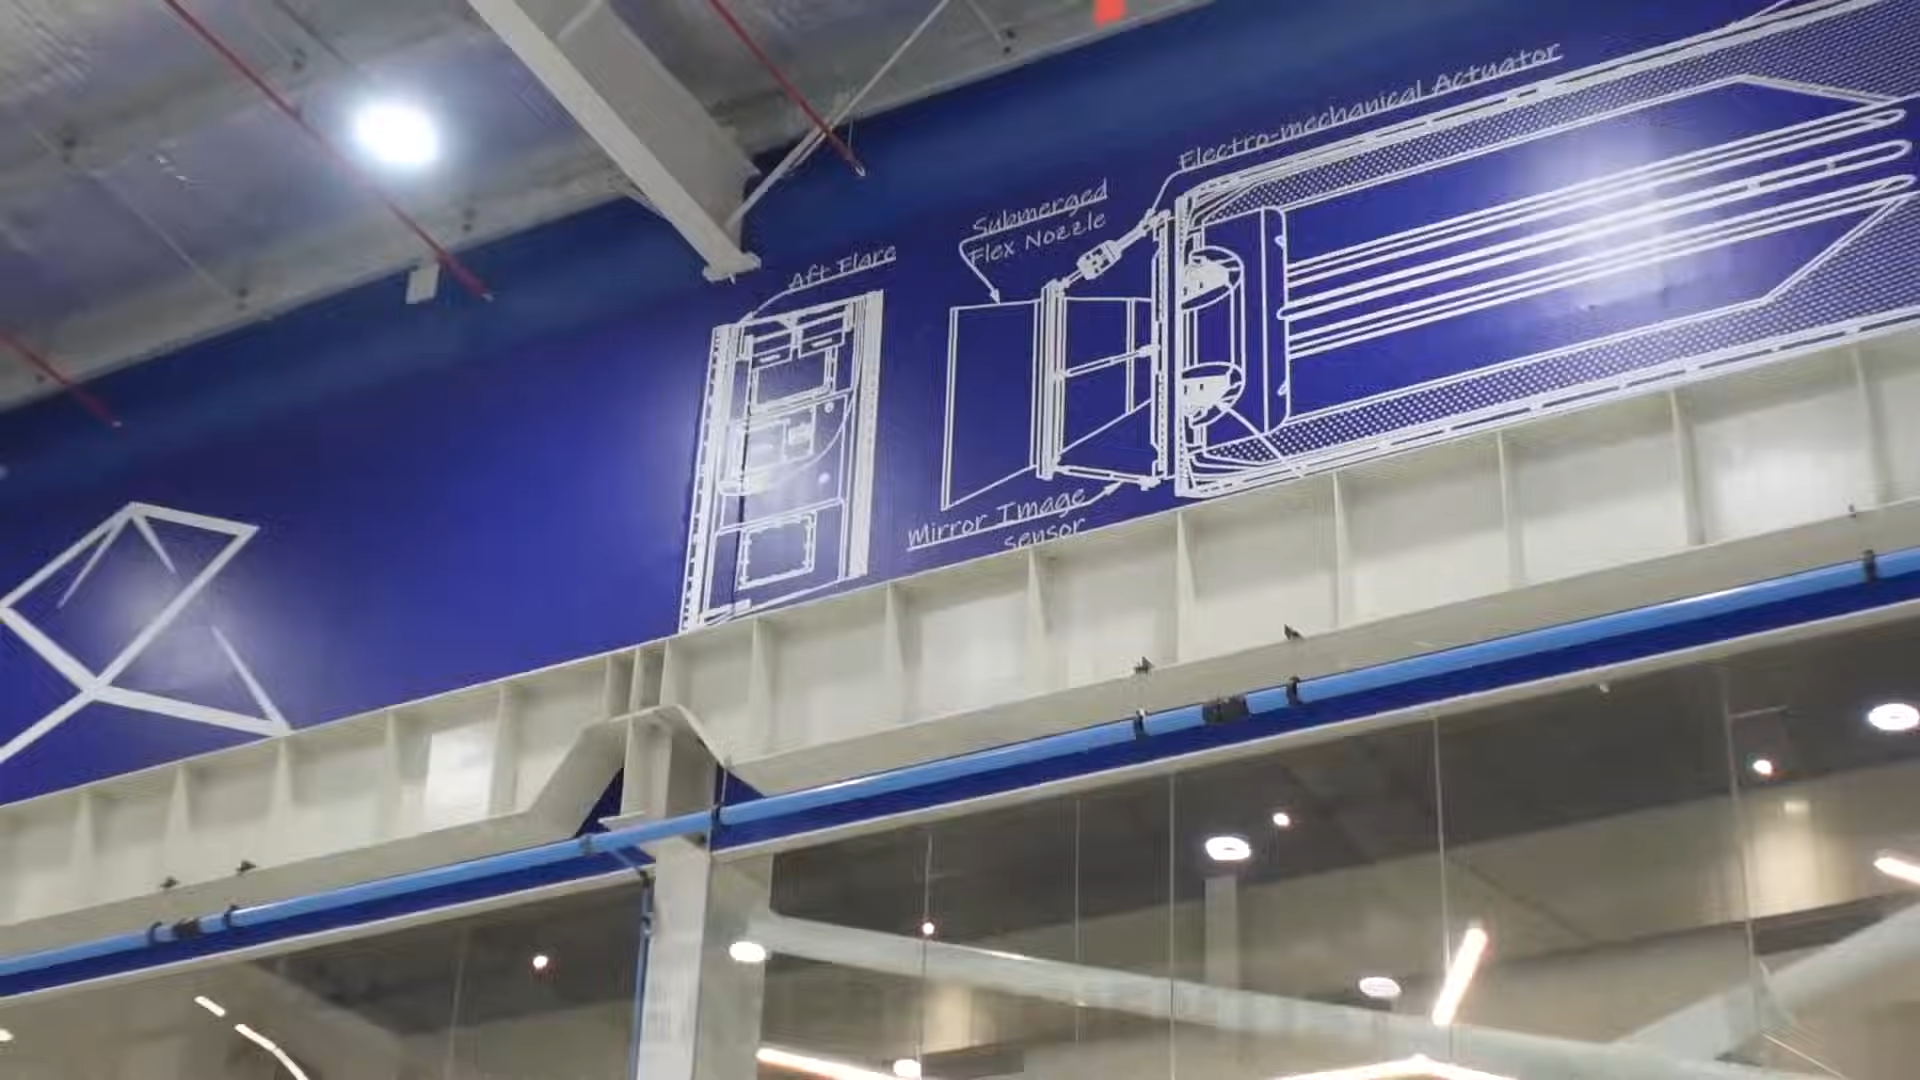 Aft Flare
Submerged
Flex Nozzle
Electro-mechanical Actuator
Mirror Image
sensor